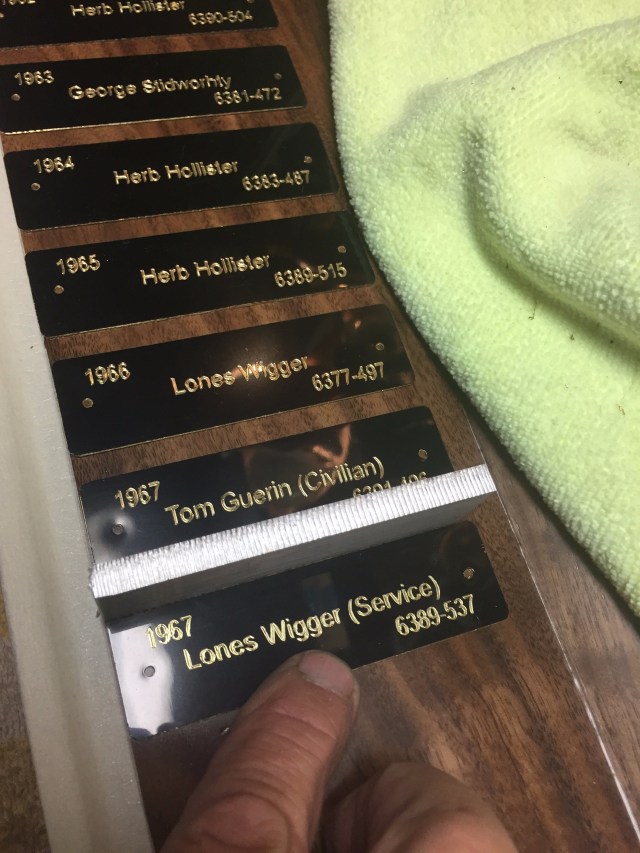 Herb Hollister
6390-504
1963
George Stidworhty
6381-472
1964
Herb Hollister
6383-487
1965
Herb Hollister
6389-515
1966
Lones Wigger
6377-497
1967
Tom Guerin (Civilian)
1967
Lones Wigger (Service)
6389-537